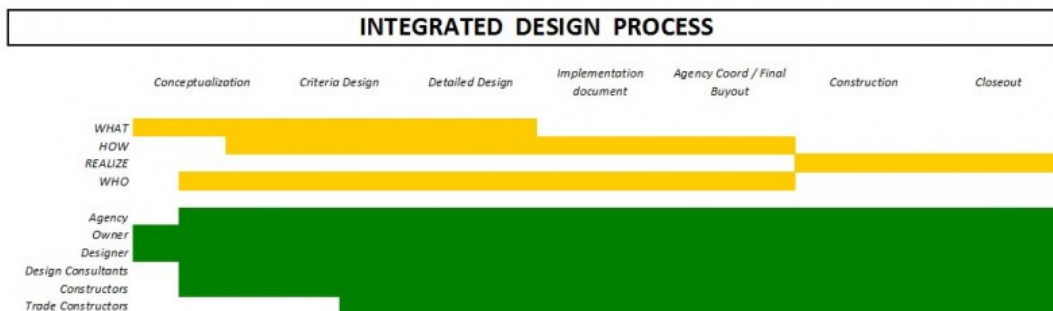 INTEGRATED DESIGN PROCESS
Conceptualization
Criteria Design
Detailed Design
Implementation
document
Agency Coord / Final
Buyout
Construction
Closeout
WHAT
HOW
REALIZE
WHO
Agency
Owner
Designer
Design Consultants
Constructors
Trade Constructors